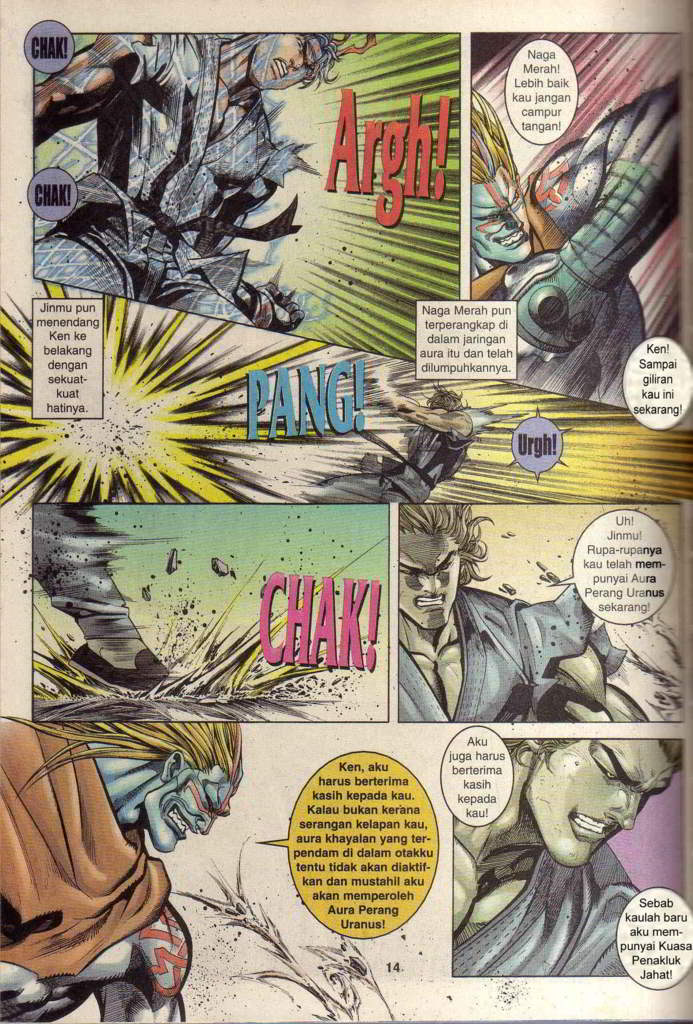 CHAK!
Argh!
CHAK!
Naga
Merah!
Lebih baik
kau jangan
campur
tangan!
Jinmu pun
menendang
Ken ke
belakang
dengan
sekuat-
kuat
hatinya.
PANG!
Naga Merah pun
terperangkap di
dalam jaringan
aura itu dan telah
dilumpuhkannya.
Ken!
Sampai
giliran
kau ini
sekarang!
Urgh!
CHAK!
Uh!
Jinmu!
Rupa-rupanya
kau telah mem-
punyai Aura
Perang Uranus
sekarang!
Ken, aku
harus berterima
kasih kepada kau.
Kalau bukan kerana
serangan kelapan kau,
aura khayalan yang ter-
pendam di dalam otakku
tentu tidak akan diaktif-
kan dan mustahil aku
akan memperoleh
Aura Perang
Uranus!
Aku
juga harus
berterima
kasih
kepada
kau!
Sebab
kaulah baru
aku mem-
punyai Kuasa
Penakluk
Jahat!
14